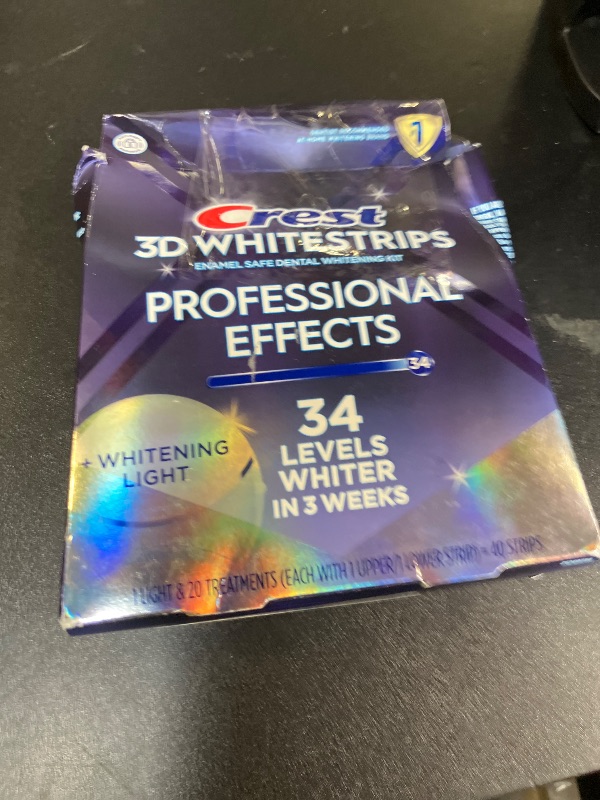 1
Crest
3D WHITESTRIPS
ENAMEL SAFE DENTAL WHITENING KIT
PROFESSIONAL
EFFECTS
34
34
LEVELS
WHITER
IN 3 WEEKS
+ WHITENING
LIGHT
1 LIGHT & 20 TREATMENTS (EACH WITH 1 UPPER/1 LOWER STRIP) = 40 STRIPS